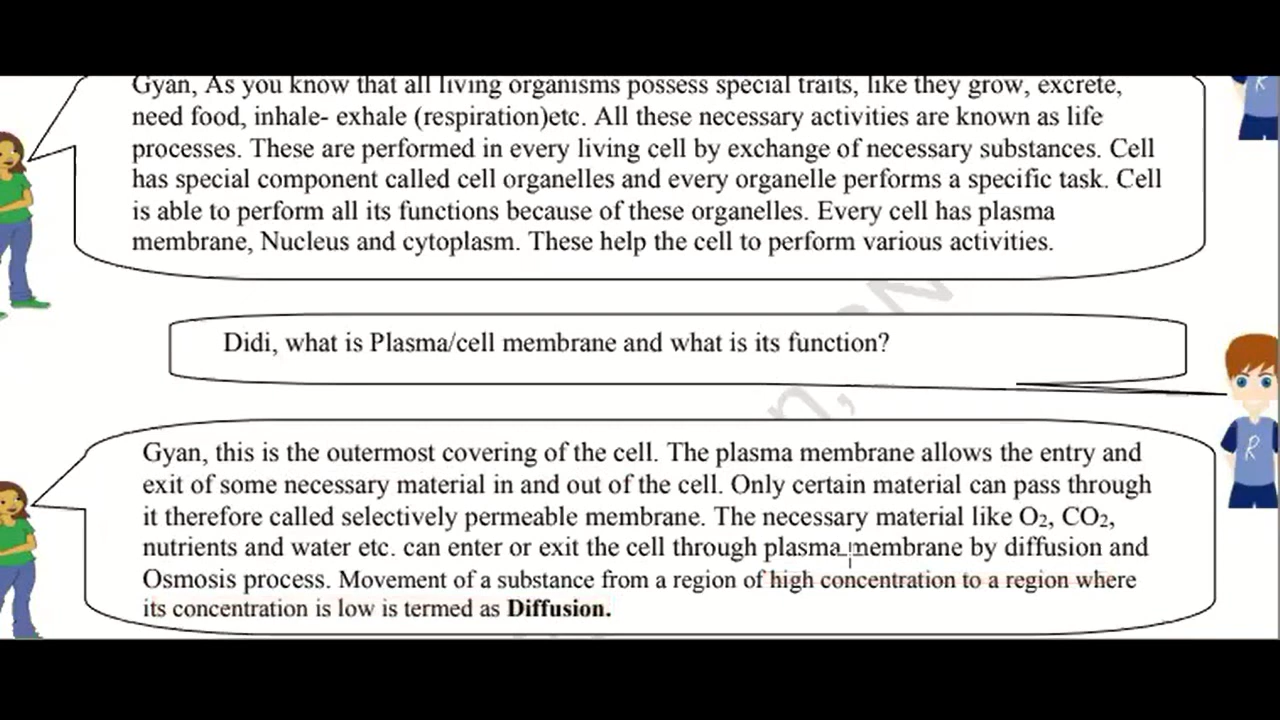 Gyan, As you know that all living organisms possess special traits, like they grow, excrete,
need food, inhale- exhale (respiration)etc. All these necessary activities are known as life
processes. These are performed in every living cell by exchange of necessary substances. Cell
has special component called cell organelles and every organelle performs a specific task. Cell
is able to perform all its functions because of these organelles. Every cell has plasma
membrane, Nucleus and cytoplasm. These help the cell to perform various activities.
Didi, what is Plasma/cell membrane and what is its function?
Gyan, this is the outermost covering of the cell. The plasma membrane allows the entry and
exit of some necessary material in and out of the cell. Only certain material can pass through
it therefore called selectively permeable membrane. The necessary material like O₂, CO₂,
nutrients and water etc. can enter or exit the cell through plasma membrane by diffusion and
Osmosis process. Movement of a substance from a region of high concentration to a region where
its concentration is low is termed as Diffusion.
R
R